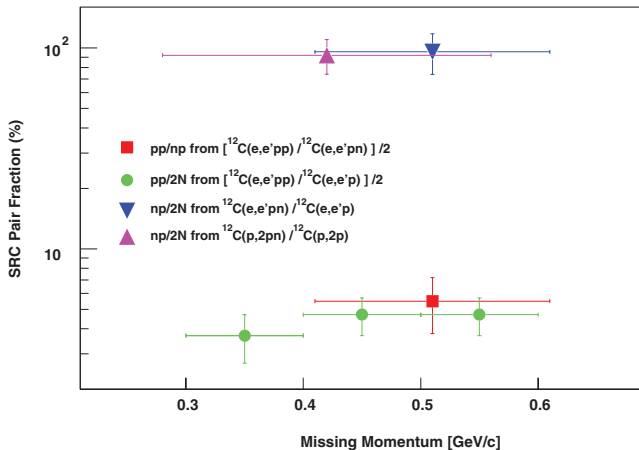 10²
SRC Pair Fraction (%)
pp/np from [¹²C(e,e'pp) /¹²C(e,e'pn) ] /2
pp/2N from [¹²C(e,e'pp) /¹²C(e,e'p) ] /2
np/2N from ¹²C(e,e'pn) /¹²C(e,e'p)
np/2N from ¹²C(p,2pn) /¹²C(p,2p)
10
0.3 0.4 0.5 0.6
Missing Momentum [GeV/c]